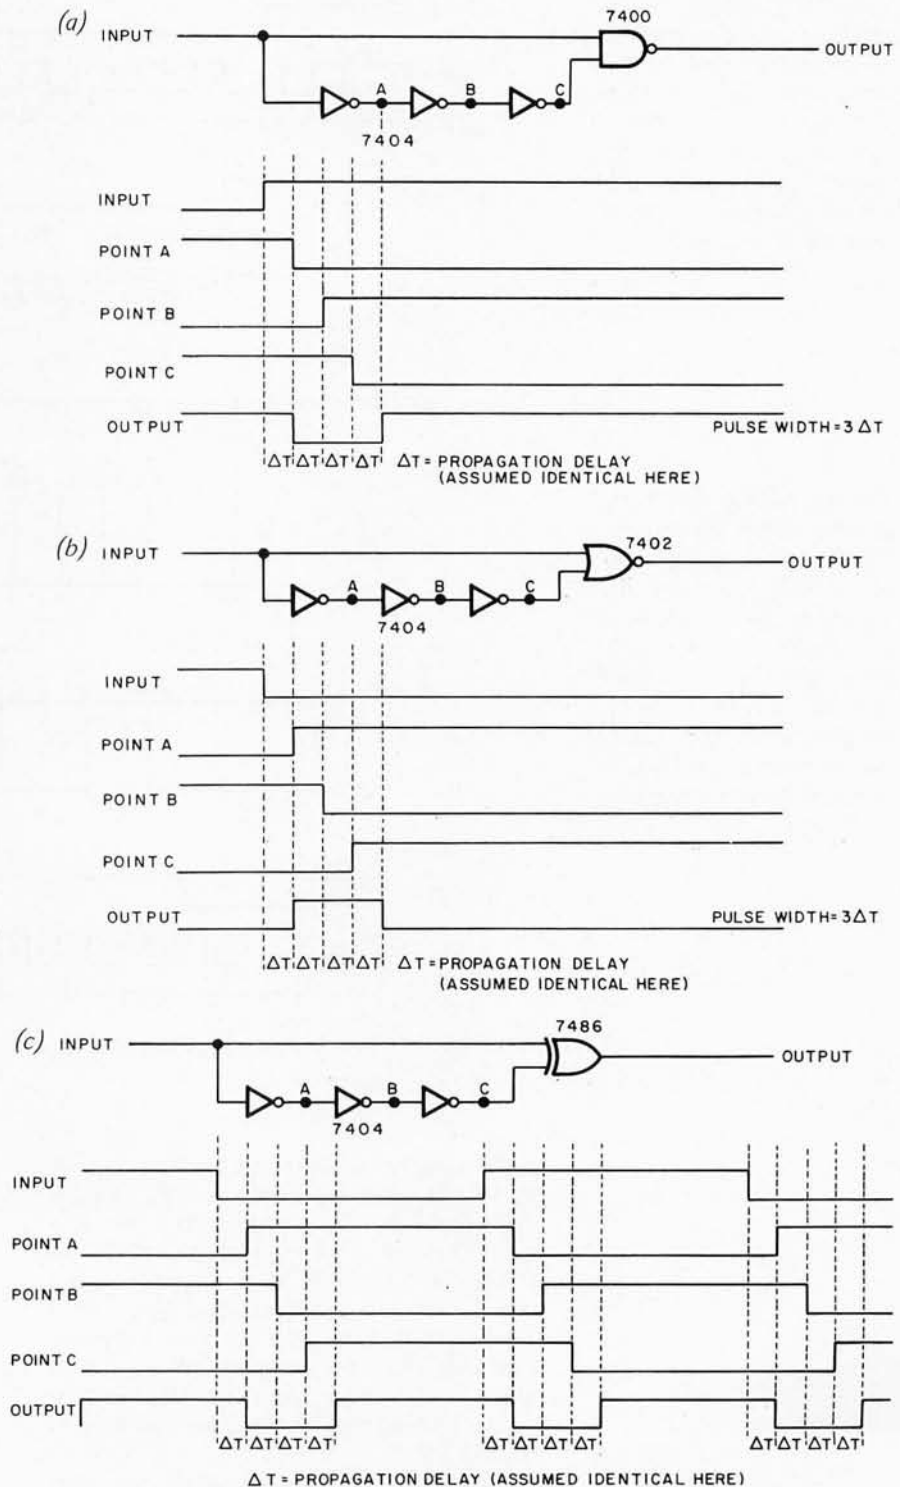 (a) INPUT 7400 OUTPUT
A B C
7404
INPUT
POINT A
POINT B
POINT C
OUTPUT PULSE WIDTH=3ΔT
ΔT ΔT ΔT ΔT ΔT= PROPAGATION DELAY
(ASSUMED IDENTICAL HERE)
(b) INPUT 7402 OUTPUT
A B C
7404
INPUT
POINT A
POINT B
POINT C
OUTPUT PULSE WIDTH=3ΔT
ΔT ΔT ΔT ΔT ΔT=PROPAGATION DELAY
(ASSUMED IDENTICAL HERE)
(c) INPUT 7486 OUTPUT
A B C
7404
INPUT
POINT A
POINT B
POINT C
OUTPUT
ΔT ΔT ΔT ΔT ΔT ΔT ΔT ΔT ΔT ΔT ΔT ΔT
ΔT = PROPAGATION DELAY (ASSUMED IDENTICAL HERE)